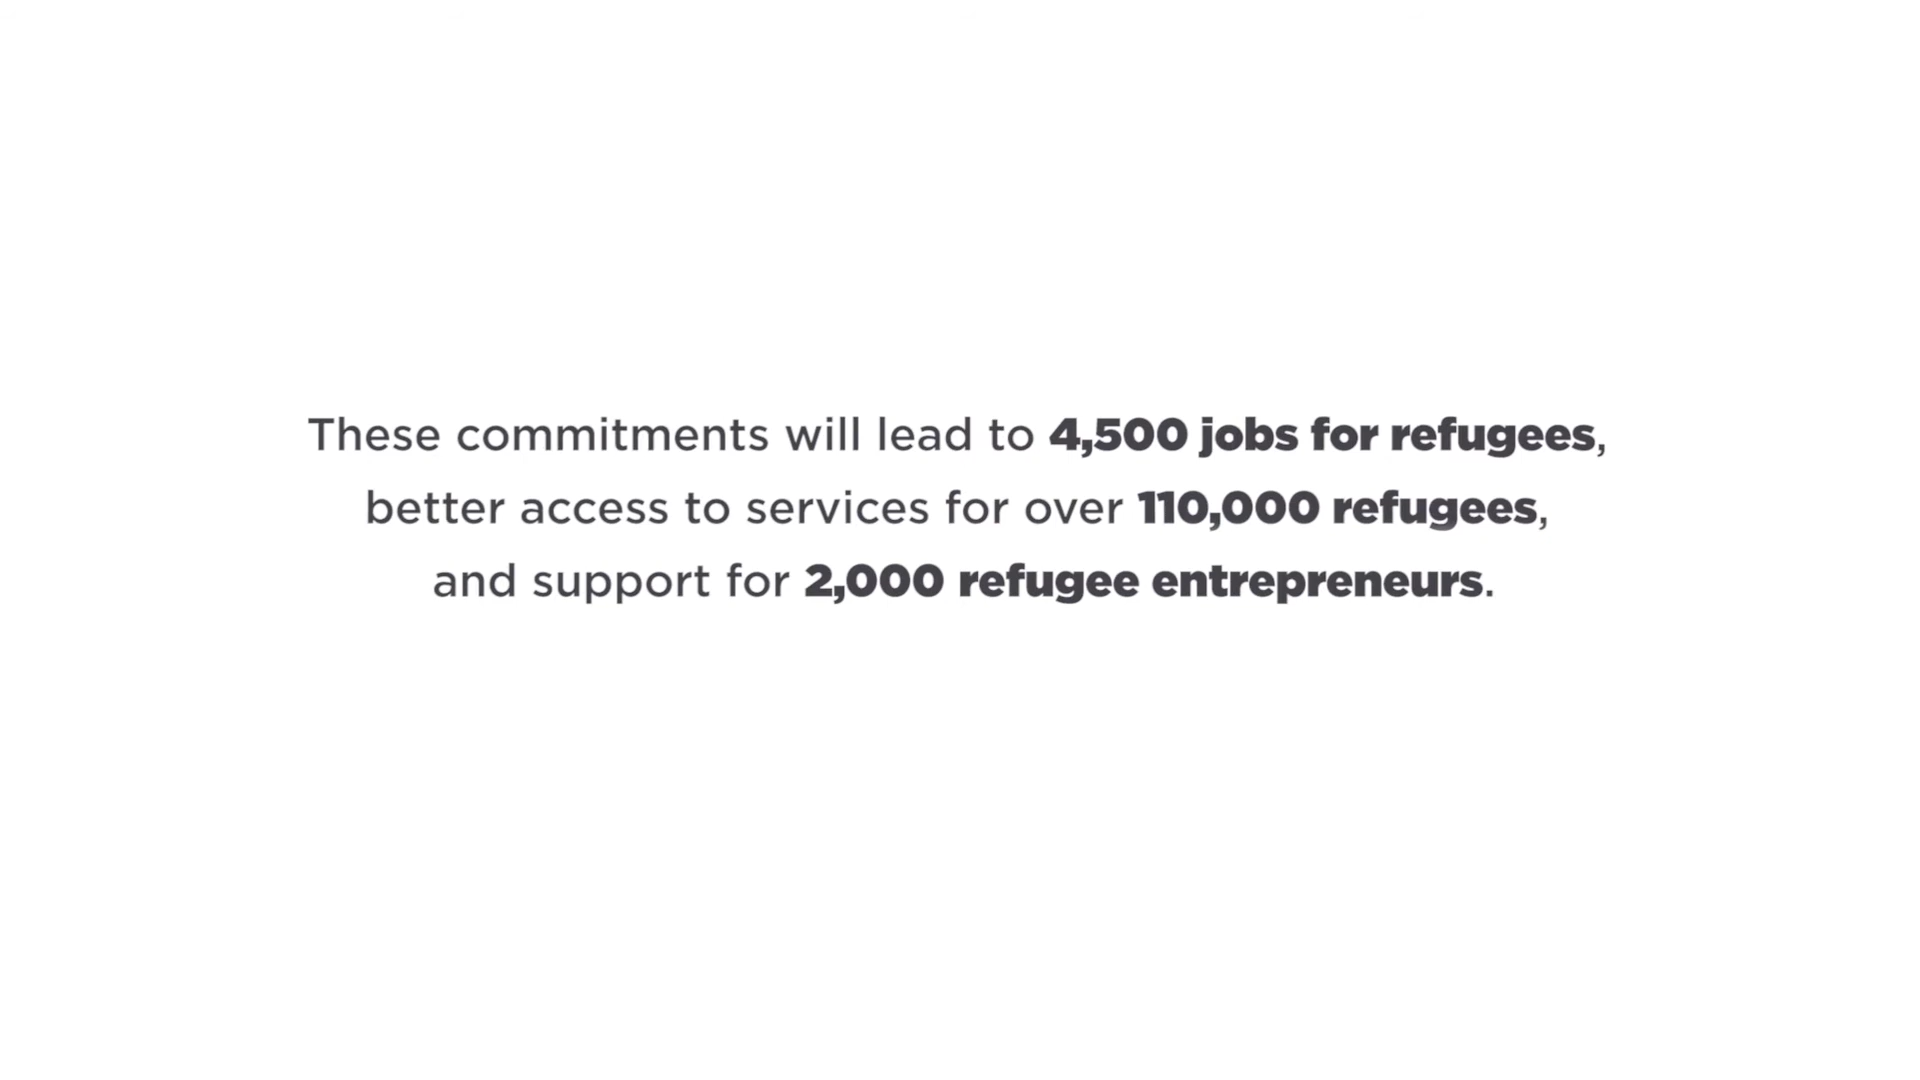 These commitments will lead to 4,500 jobs for refugees,
better access to services for over 110,000 refugees,
and support for 2,000 refugee entrepreneurs.